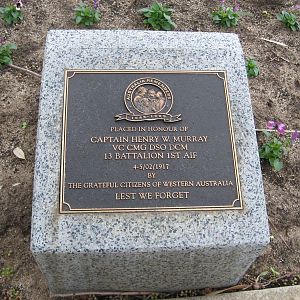 PLACED IN HONOUR OF
CAPTAIN HENRY W. MURRAY
VC CMG DSO DCM
13 BATTALION 1ST AIF
4-5/02/1917
BY
THE GRATEFUL CITIZENS OF WESTERN AUSTRALIA
LEST WE FORGET